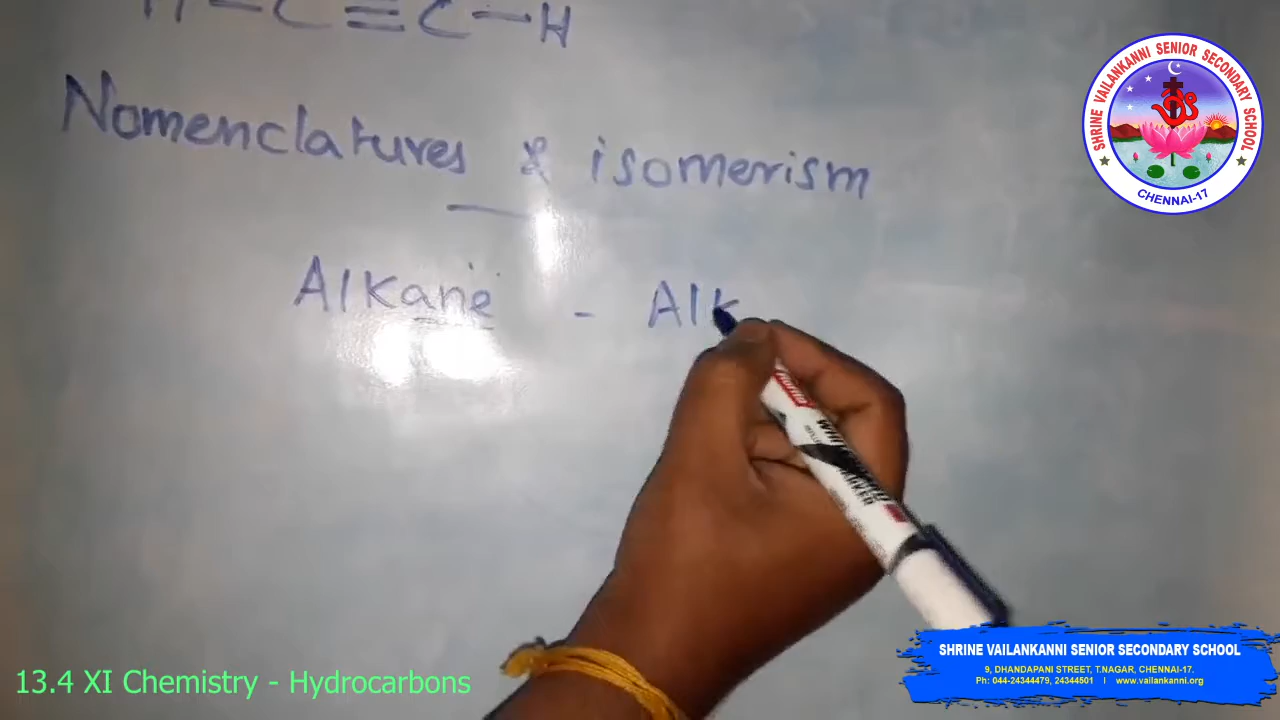 H-C≡C-H
Nomenclatures & isomerism
Alkane - Alk
SHRINE VAILANKANNI SENIOR SECONDARY SCHOOL
CHENNAI-17
13.4 XI Chemistry - Hydrocarbons
SHRINE VAILANKANNI SENIOR SECONDARY SCHOOL
9, DHANDAPANI STREET, T.NAGAR, CHENNAI-17.
Ph: 044-24344479, 24344501 I www.vailankanni.org